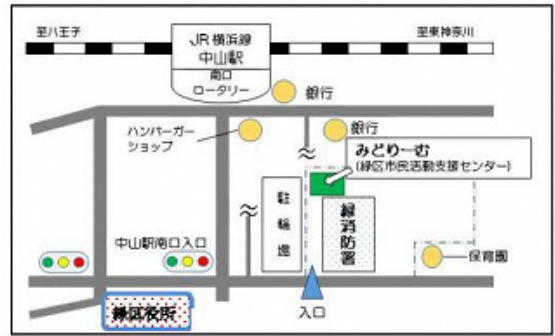 至八王子
至東神奈川
JR横浜線
中山駅
南口
ロータリー
銀行
ハンバーガー
ショップ
銀行
みどりーむ
(緑区市民活動支援センター)
駐輪場
緑消防署
中山駅南口入口
保育園
緑区役所
入口